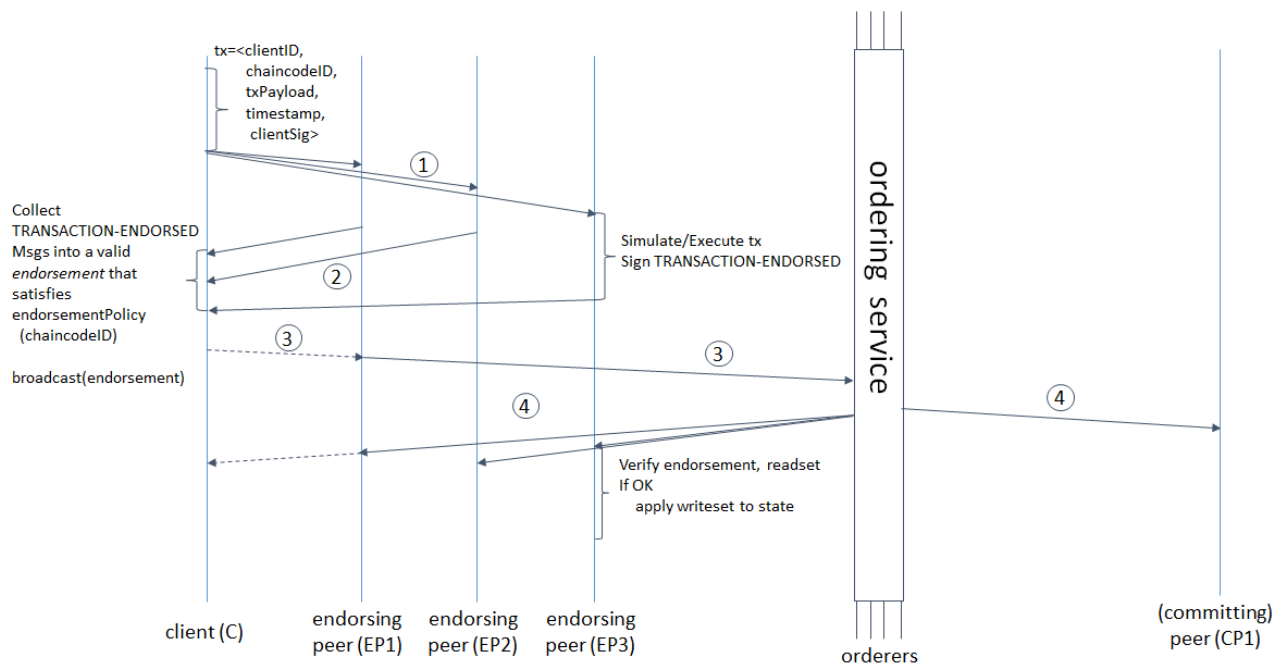 tx=<clientID,
chaincodeID,
txPayload,
timestamp,
clientSig>
1
Collect
TRANSACTION-ENDORSED
Msgs into a valid
endorsement that
satisfies
endorsementPolicy
(chaincodeID)
2
Simulate/Execute tx
Sign TRANSACTION-ENDORSED
3
3
broadcast(endorsement)
4
4
Verify endorsement, readset
If OK
apply writeset to state
ordering service
client (C)
endorsing
peer (EP1)
endorsing
peer (EP2)
endorsing
peer (EP3)
orderers
(committing)
peer (CP1)